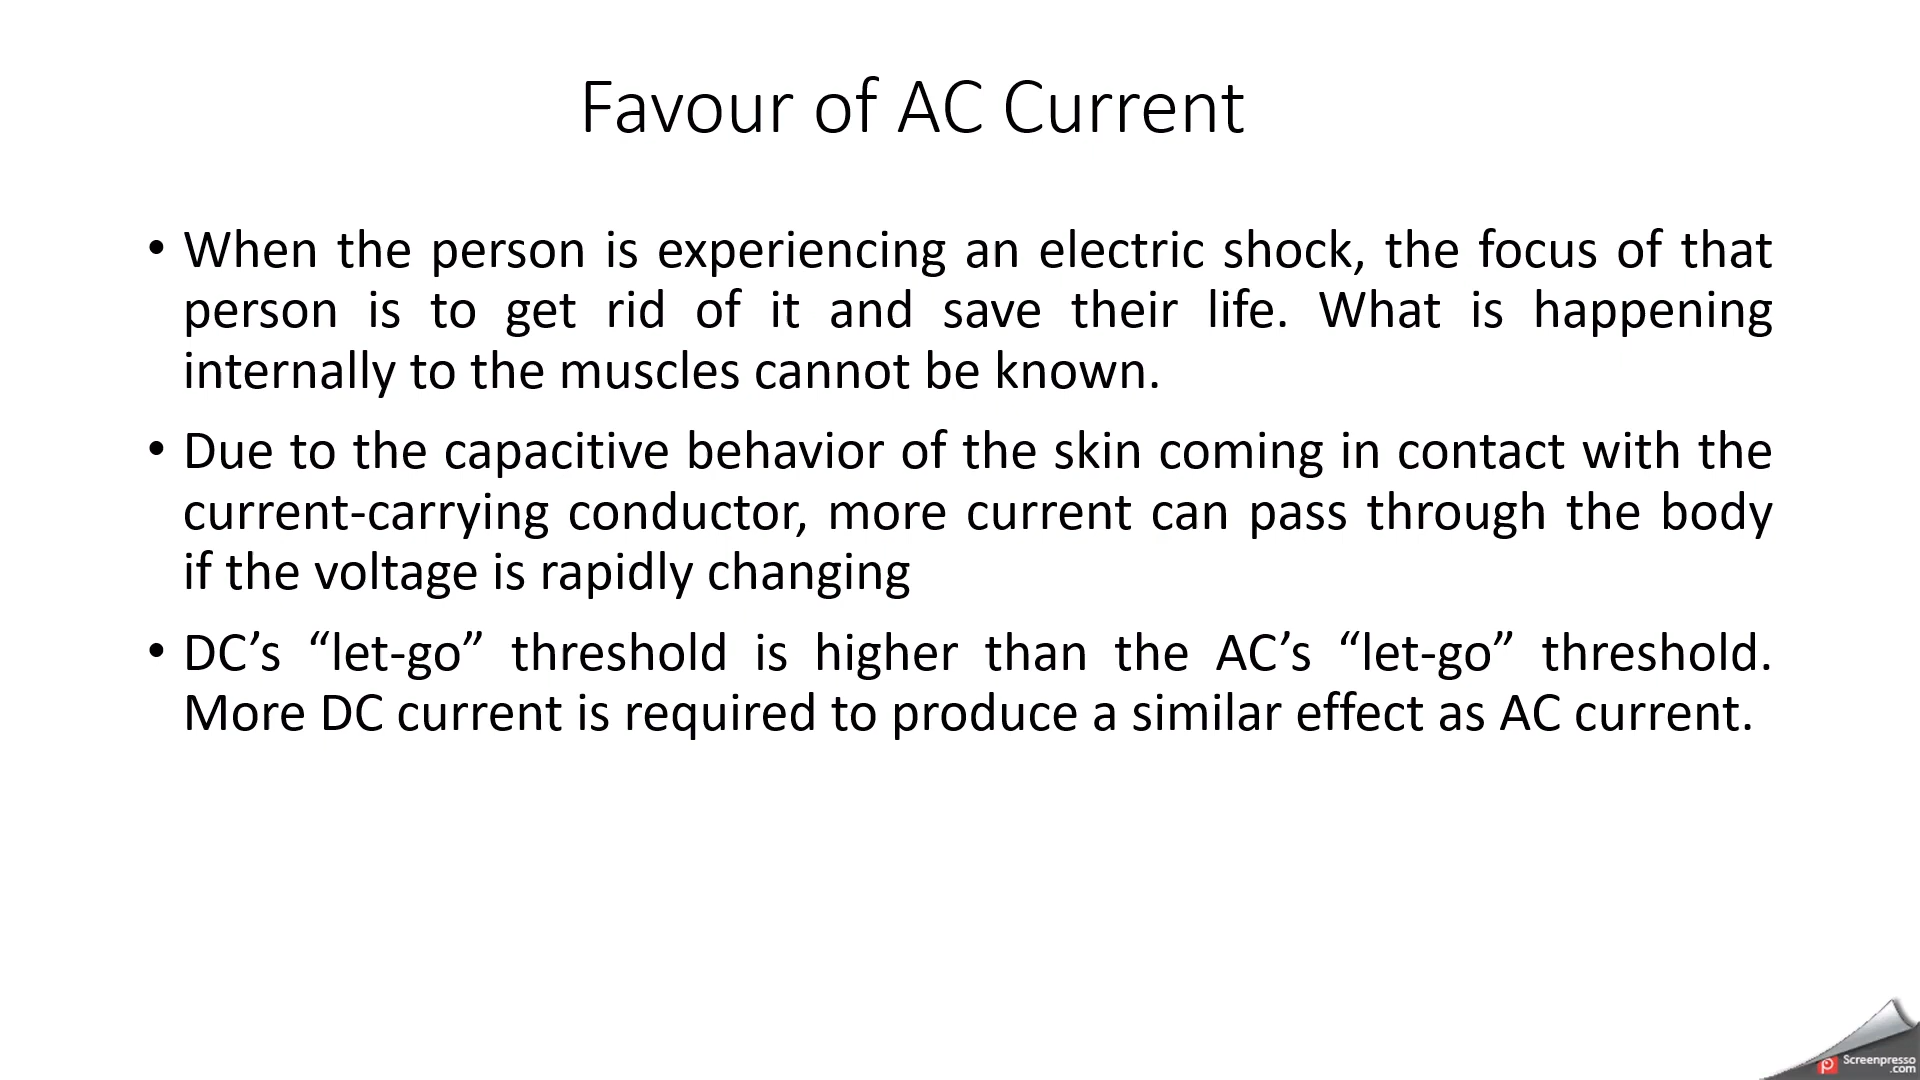 Favour of AC Current
• When the person is experiencing an electric shock, the focus of that
person is to get rid of it and save their life. What is happening
internally to the muscles cannot be known.
• Due to the capacitive behavior of the skin coming in contact with the
current-carrying conductor, more current can pass through the body
if the voltage is rapidly changing
• DC’s “let-go” threshold is higher than the AC’s “let-go” threshold.
More DC current is required to produce a similar effect as AC current.
Screenpresso
.com